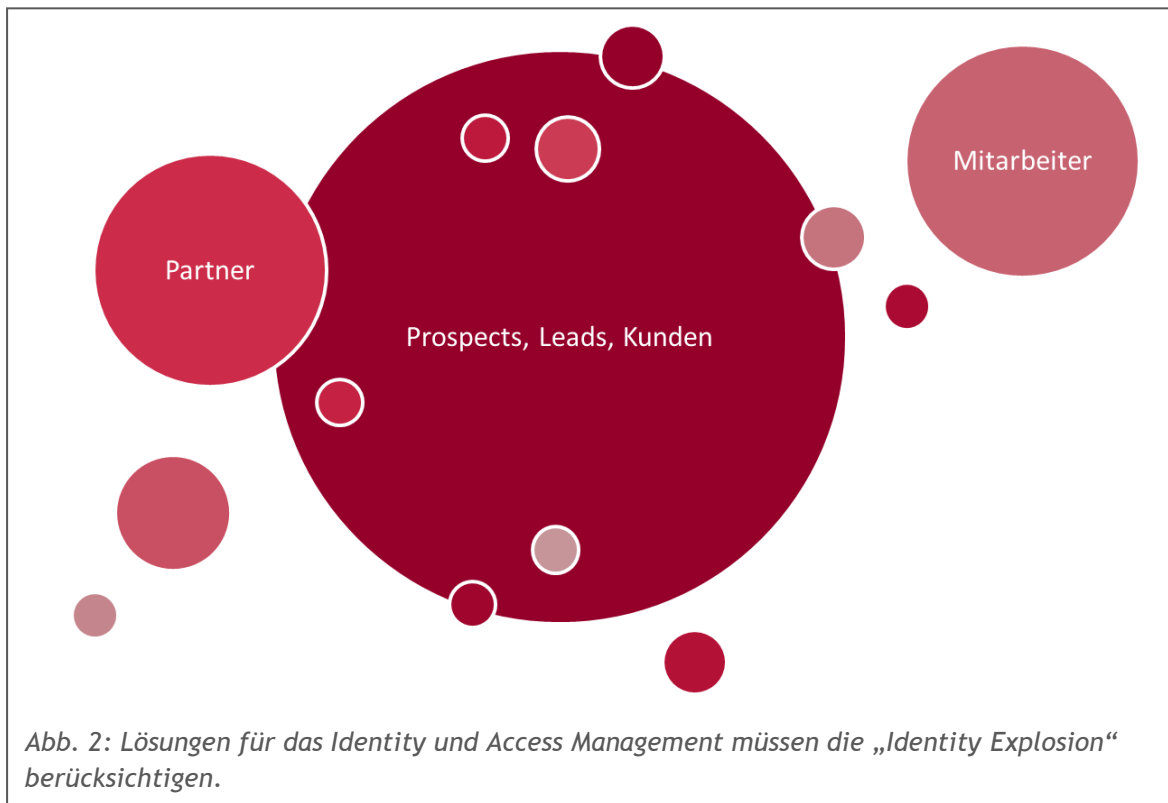 Mitarbeiter
Partner
Prospects, Leads, Kunden
Abb. 2: Lösungen für das Identity und Access Management müssen die „Identity Explosion“
berücksichtigen.